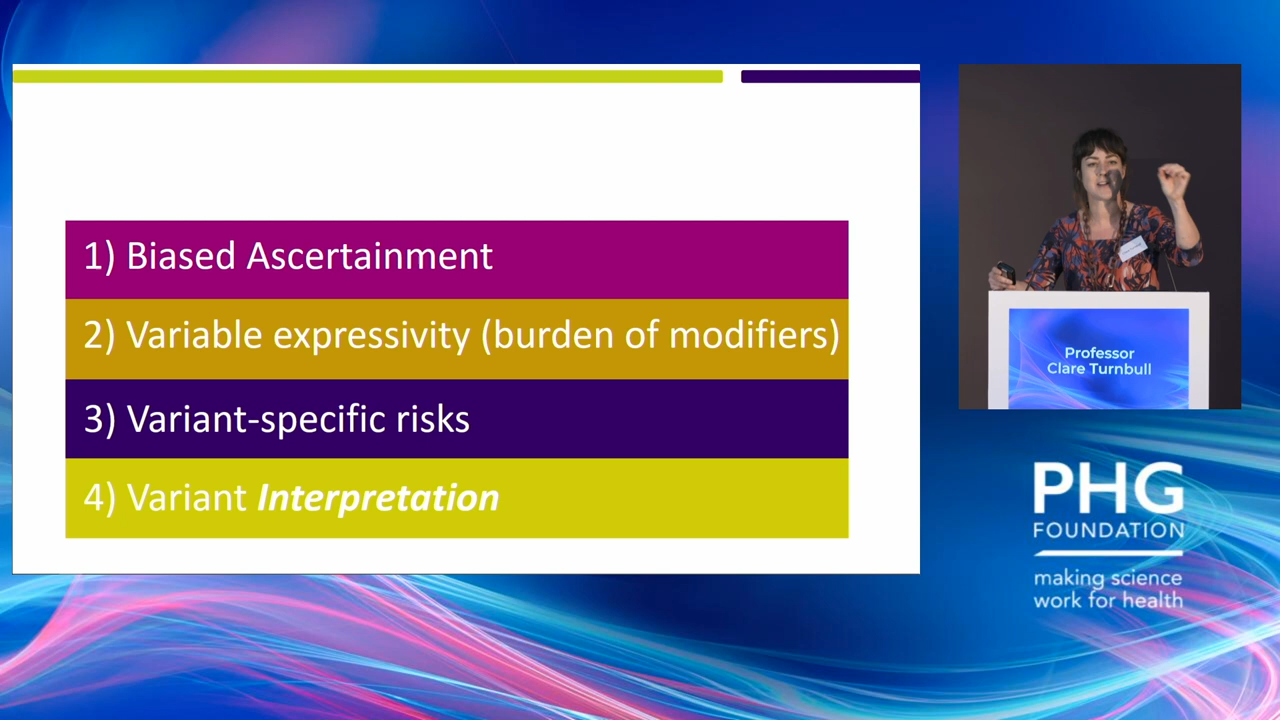 1) Biased Ascertainment
2) Variable expressivity (burden of modifiers)
3) Variant-specific risks
4) Variant Interpretation
Professor
Clare Turnbull
PHG
FOUNDATION
making science
work for health